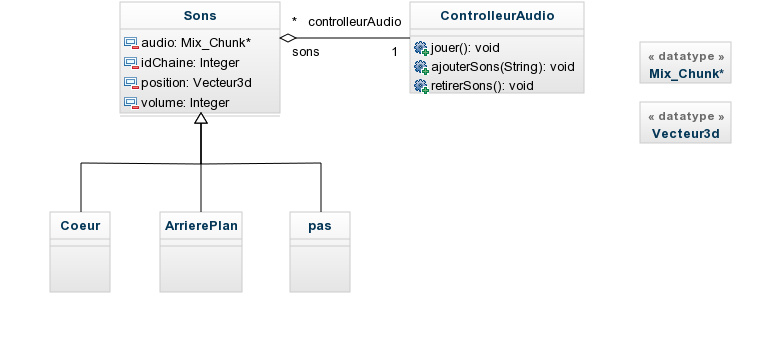 Sons
audio: Mix_Chunk*
idChaine: Integer
position: Vecteur3d
volume: Integer
* controlleurAudio
sons 1
ControlleurAudio
jouer(): void
ajouterSons(String): void
retirerSons(): void
« datatype »
Mix_Chunk*
« datatype »
Vecteur3d
Coeur
ArrierePlan
pas